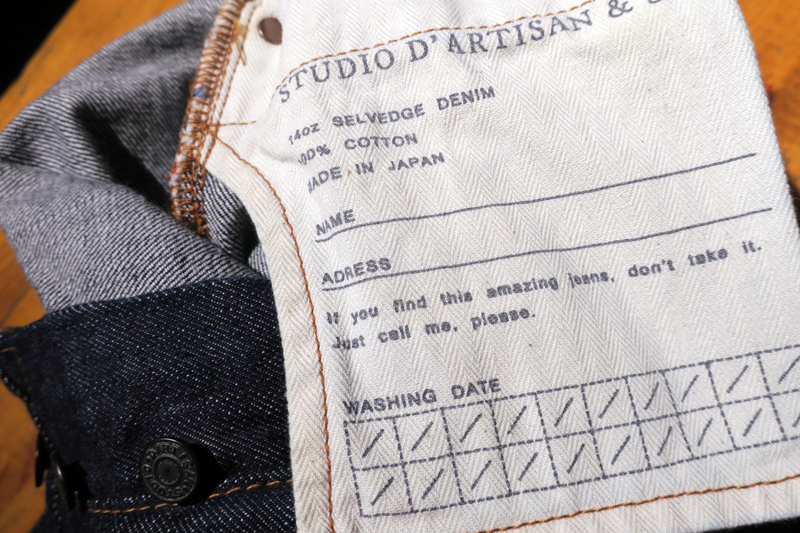 STUDIO D'ARTISAN &
14oz SELVEDGE DENIM
100% COTTON
MADE IN JAPAN
NAME
ADRESS
If you find this amazing jeans, don't take it.
Just call me, please.
WASHING DATE